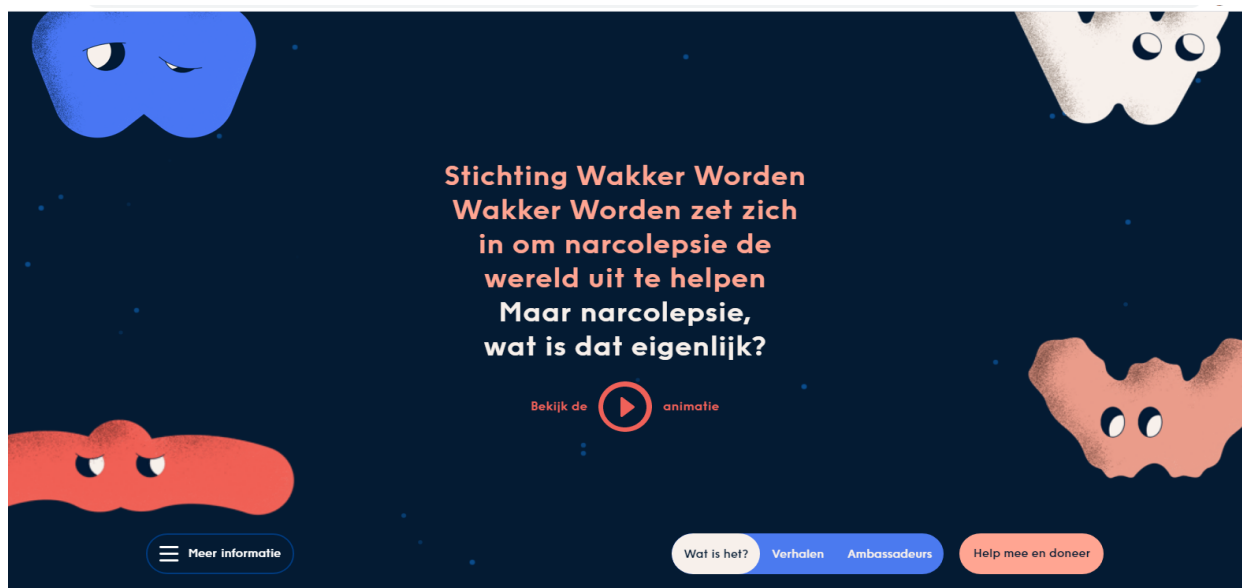 Stichting Wakker Worden
Wakker Worden zet zich
in om narcolepsie de
wereld uit te helpen
Maar narcolepsie,
wat is dat eigenlijk?
Bekijk de animatie
Meer informatie
Wat is het? Verhalen Ambassadeurs Help mee en doneer